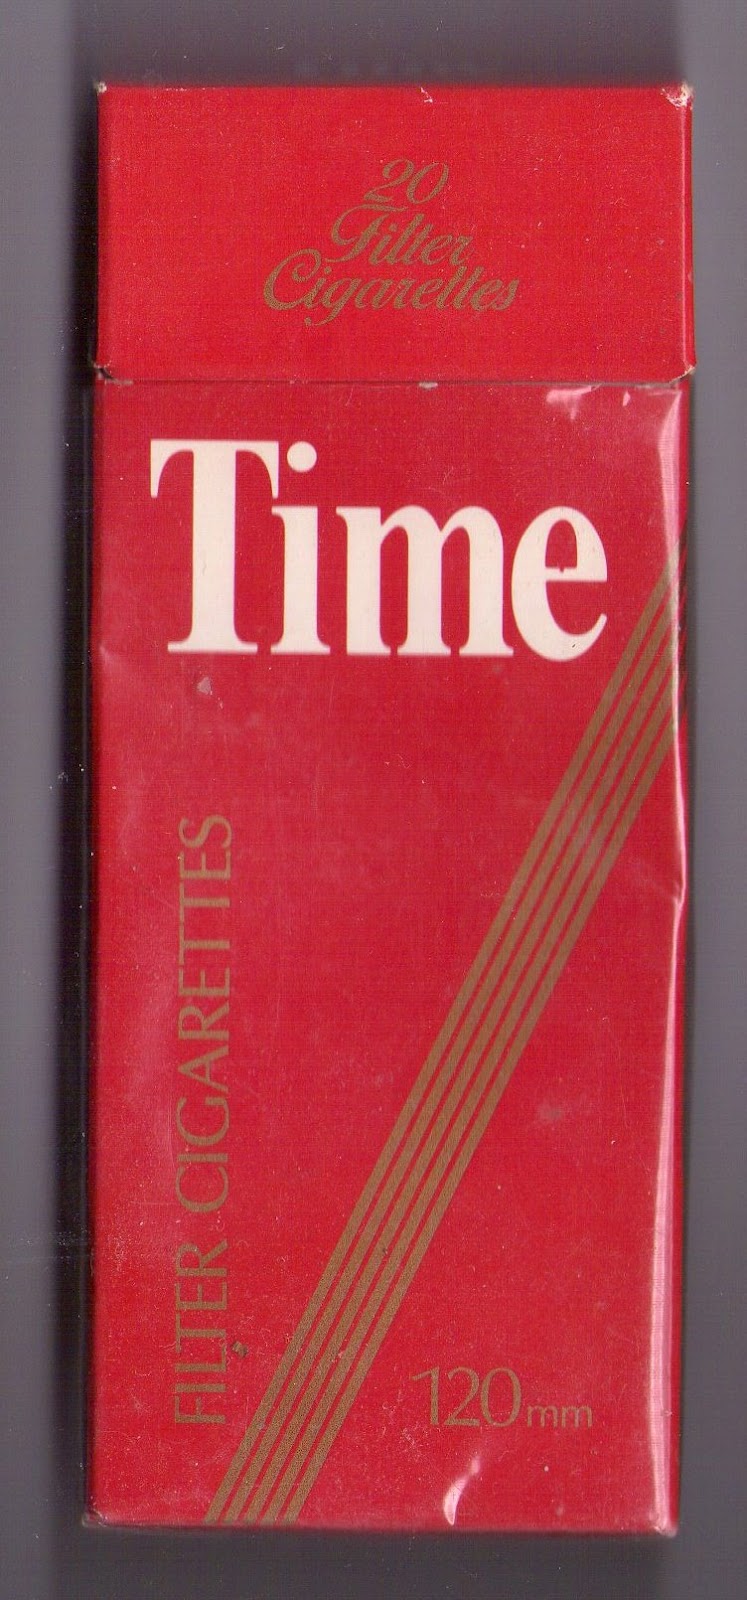 20
Filter
Cigarettes
Time
FILTER CIGARETTES
120mm